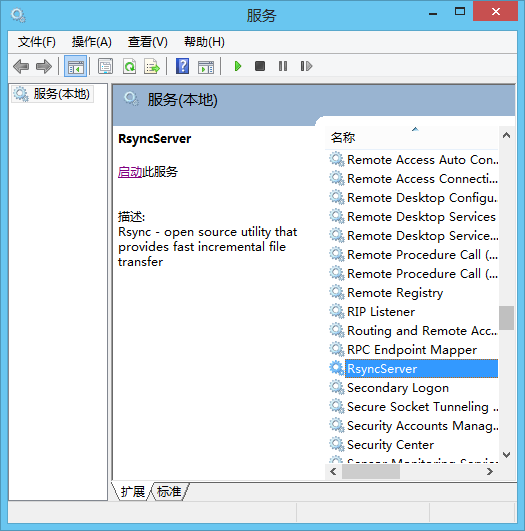 服务
文件(F) 操作(A) 查看(V) 帮助(H)
服务(本地)
服务(本地)
RsyncServer
启动此服务
描述:
Rsync - open source utility that
provides fast incremental file
transfer
名称
Remote Access Auto Con...
Remote Access Connecti...
Remote Desktop Configu...
Remote Desktop Services
Remote Desktop Service...
Remote Procedure Call (...
Remote Procedure Call (...
Remote Registry
RIP Listener
Routing and Remote Acc...
RPC Endpoint Mapper
RsyncServer
Secondary Logon
Secure Socket Tunneling ...
Security Accounts Manag...
Security Center
Sensor Monitoring Service
扩展 标准